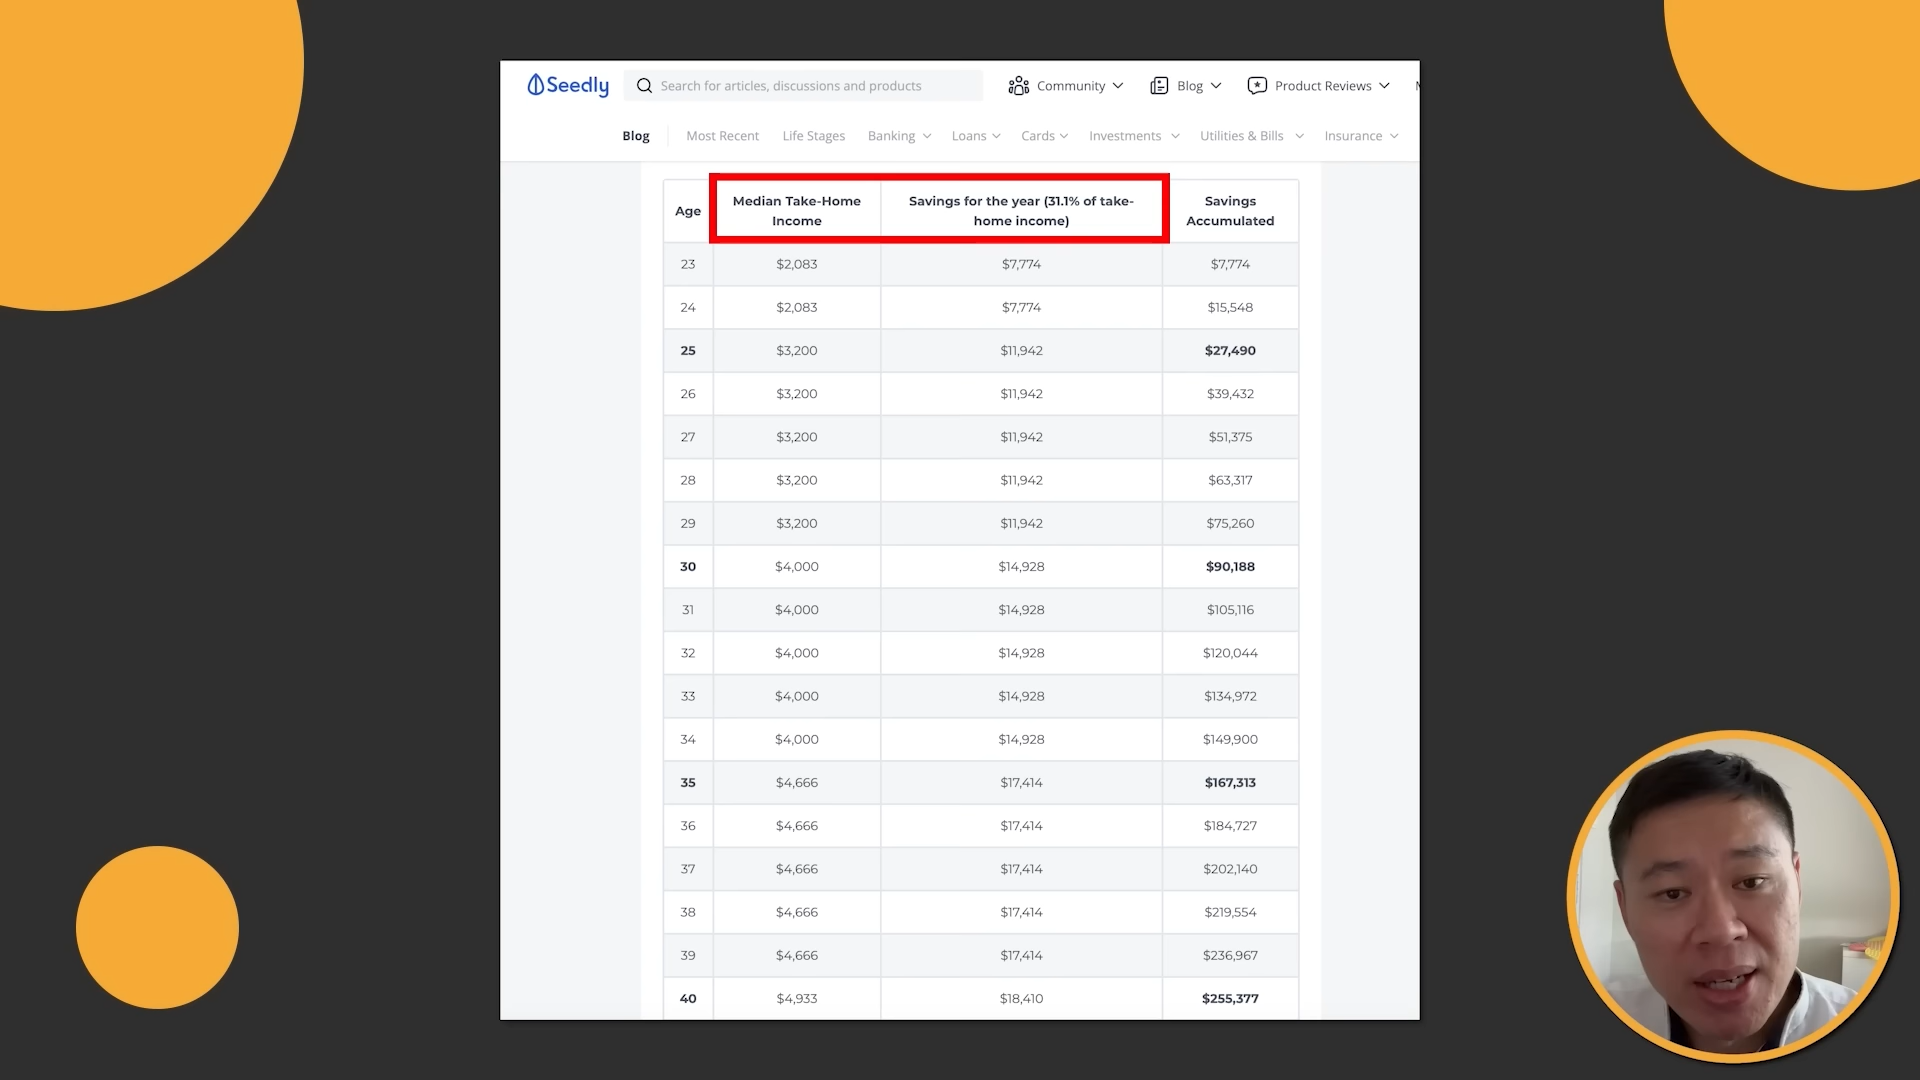 Seedly
Search for articles, discussions and products
Community
Blog
Product Reviews
Blog
Most Recent
Life Stages
Banking
Loans
Cards
Investments
Utilities & Bills
Insurance
Age
Median Take-Home
Income
Savings for the year (31.1% of take-
home income)
Savings
Accumulated
23 $2,083 $7,774 $7,774
24 $2,083 $7,774 $15,548
25 $3,200 $11,942 $27,490
26 $3,200 $11,942 $39,432
27 $3,200 $11,942 $51,375
28 $3,200 $11,942 $63,317
29 $3,200 $11,942 $75,260
30 $4,000 $14,928 $90,188
31 $4,000 $14,928 $105,116
32 $4,000 $14,928 $120,044
33 $4,000 $14,928 $134,972
34 $4,000 $14,928 $149,900
35 $4,666 $17,414 $167,313
36 $4,666 $17,414 $184,727
37 $4,666 $17,414 $202,140
38 $4,666 $17,414 $219,554
39 $4,666 $17,414 $236,967
40 $4,933 $18,410 $255,377